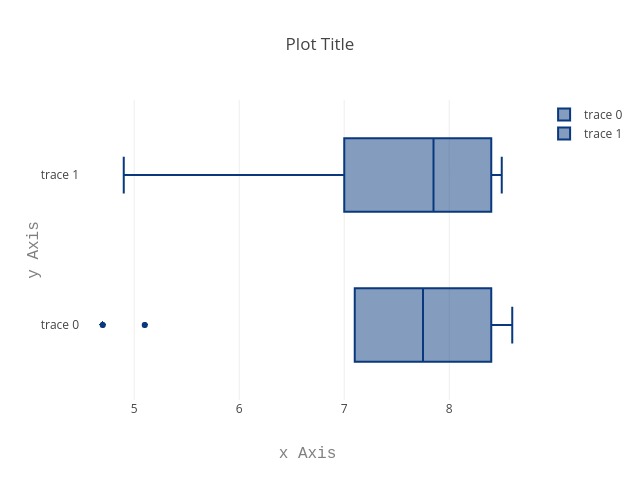 Plot Title
trace 0
trace 1
trace 1
y Axis
trace 0
5 6 7 8
x Axis